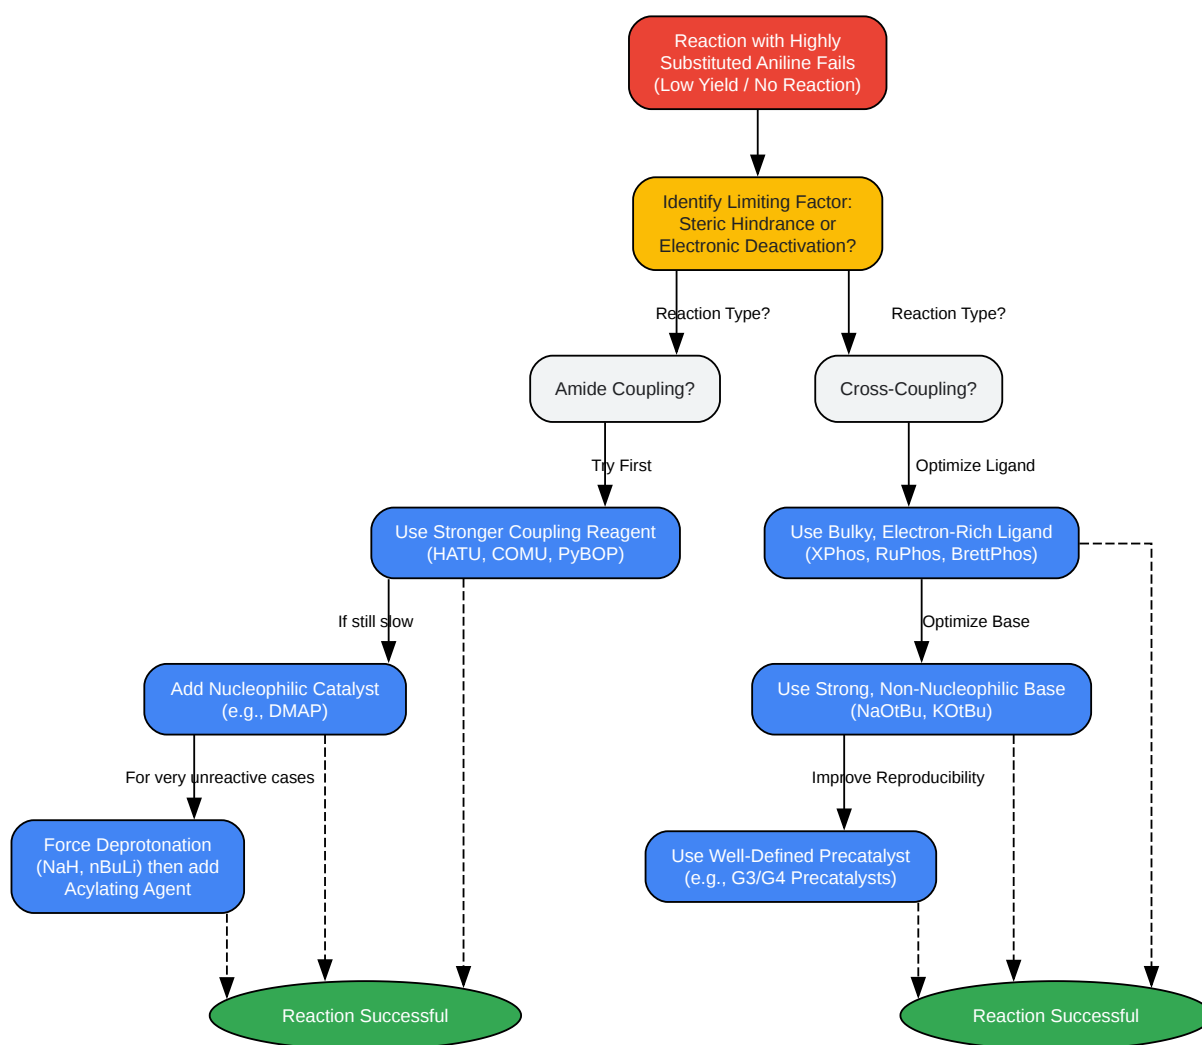 Reaction with Highly
Substituted Aniline Fails
(Low Yield / No Reaction)
Identify Limiting Factor:
Steric Hindrance or
Electronic Deactivation?
Reaction Type?
Reaction Type?
Amide Coupling?
Cross-Coupling?
Try First
Optimize Ligand
Use Stronger Coupling Reagent
(HATU, COMU, PyBOP)
Use Bulky, Electron-Rich Ligand
(XPhos, RuPhos, BrettPhos)
If still slow
Optimize Base
Add Nucleophilic Catalyst
(e.g., DMAP)
Use Strong, Non-Nucleophilic Base
(NaOtBu, KOtBu)
For very unreactive cases
Improve Reproducibility
Force Deprotonation
(NaH, nBuLi) then add
Acylating Agent
Use Well-Defined Precatalyst
(e.g., G3/G4 Precatalysts)
Reaction Successful
Reaction Successful